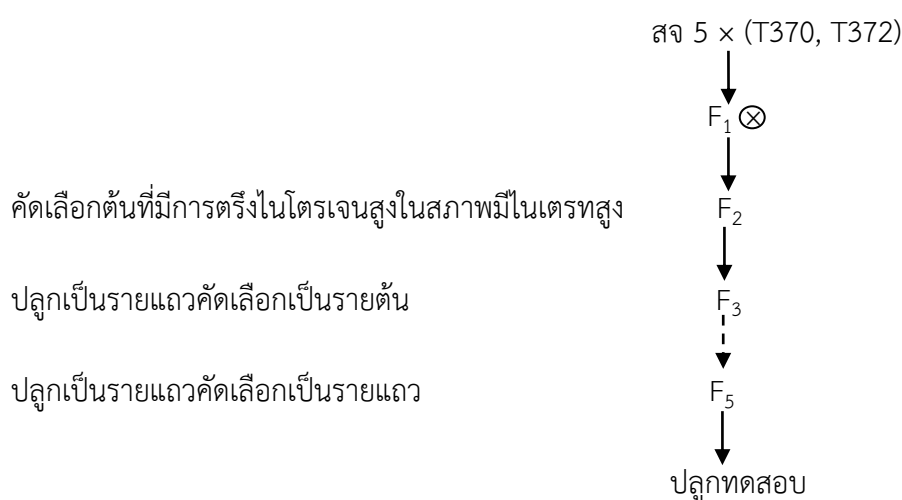 สจ 5 × (T370, T372)
F₁ ⊗
คัดเลือกต้นที่มีการตรึงไนโตรเจนสูงในสภาพมีไนเตรทสูง F₂
ปลูกเป็นรายแถวคัดเลือกเป็นรายต้น F₃
ปลูกเป็นรายแถวคัดเลือกเป็นรายแถว F₅
ปลูกทดสอบ